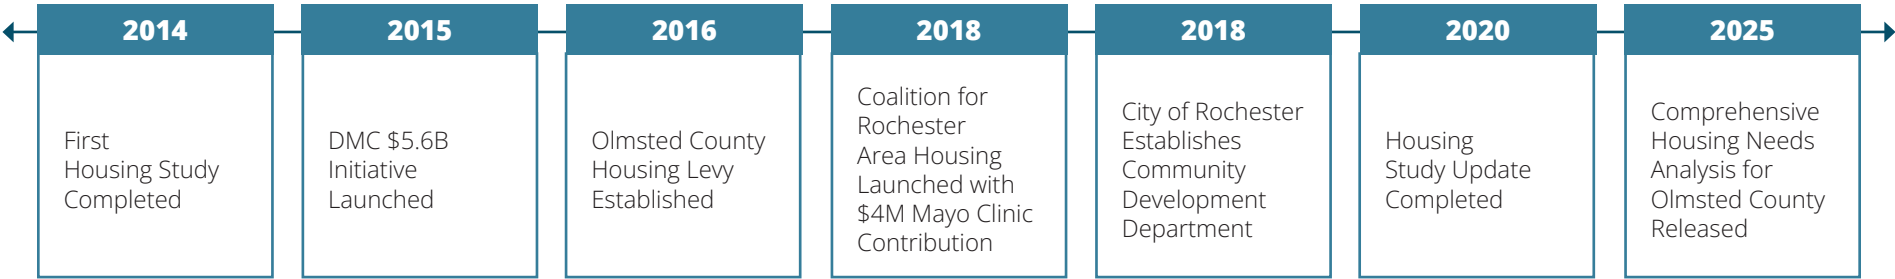 2014
First
Housing Study
Completed
2015
DMC $5.6B
Initiative
Launched
2016
Olmsted County
Housing Levy
Established
2018
Coalition for
Rochester
Area Housing
Launched with
$4M Mayo Clinic
Contribution
2018
City of Rochester
Establishes
Community
Development
Department
2020
Housing
Study Update
Completed
2025
Comprehensive
Housing Needs
Analysis for
Olmsted County
Released